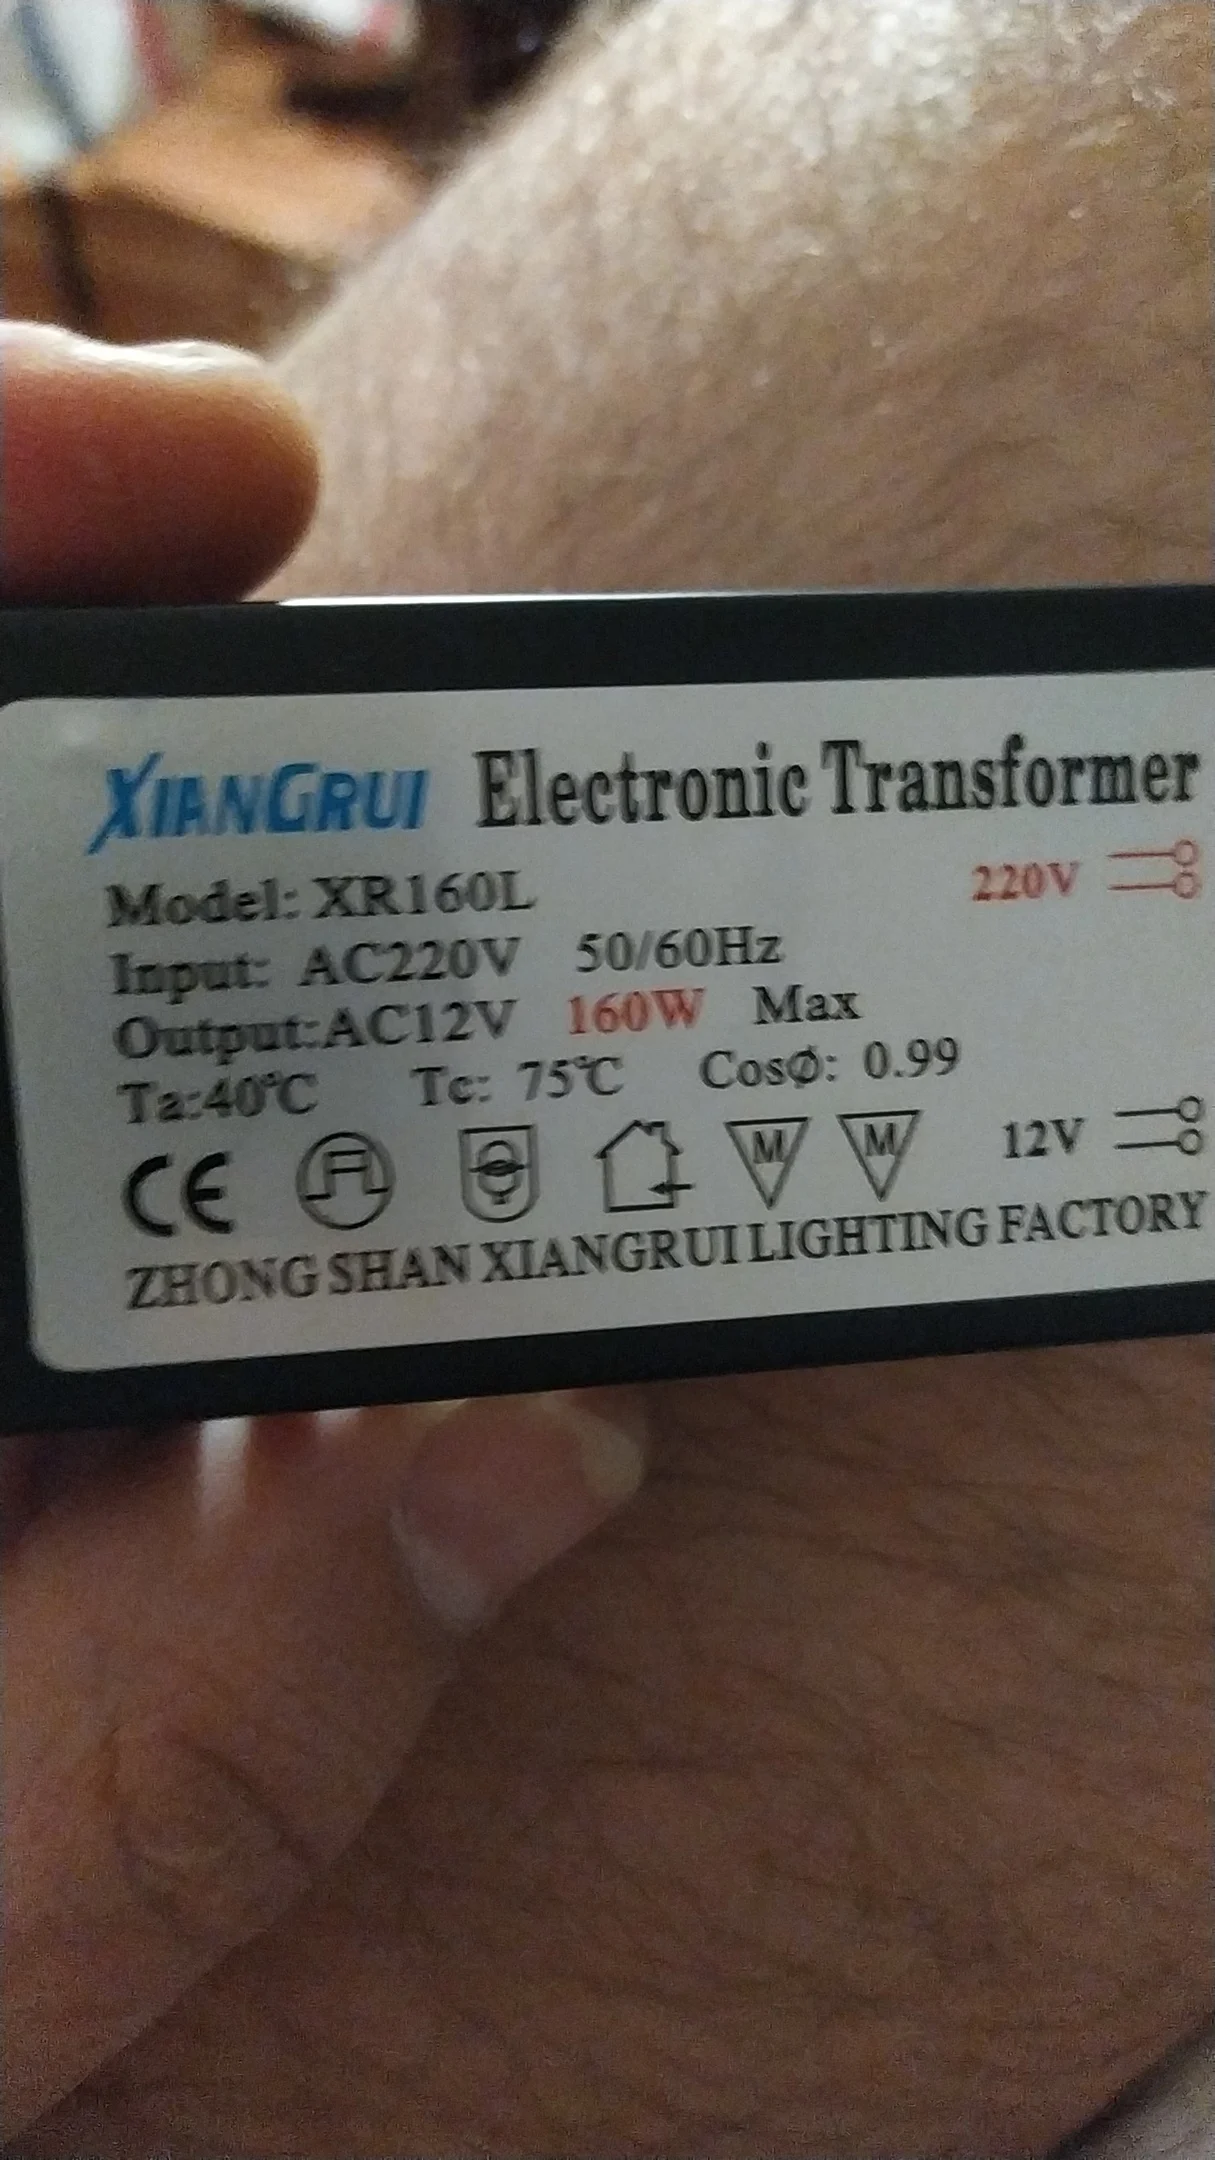 XIANGRUI Electronic Transformer
Model: XR160L
220V
Input: AC220V 50/60Hz
Output:AC12V 160W Max
Ta:40℃ Tc: 75℃ CosØ: 0.99
CE M M 12V
ZHONG SHAN XIANGRUI LIGHTING FACTORY